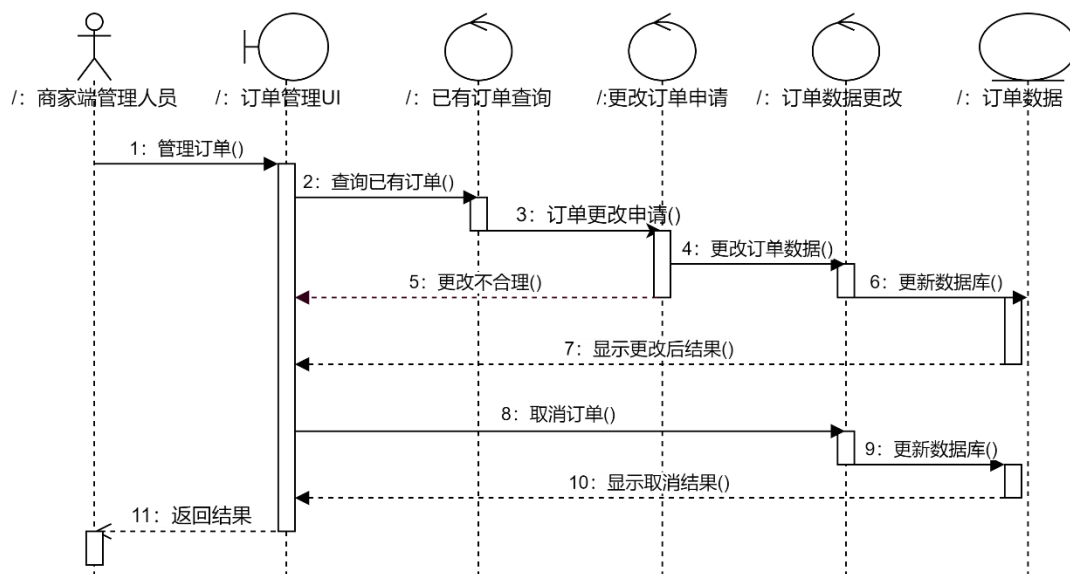 /：商家端管理人员
/：订单管理UI
/：已有订单查询
/:更改订单申请
/：订单数据更改
/：订单数据
1：管理订单()
2：查询已有订单()
3：订单更改申请()
4：更改订单数据()
5：更改不合理()
6：更新数据库()
7：显示更改后结果()
8：取消订单()
9：更新数据库()
10：显示取消结果()
11：返回结果